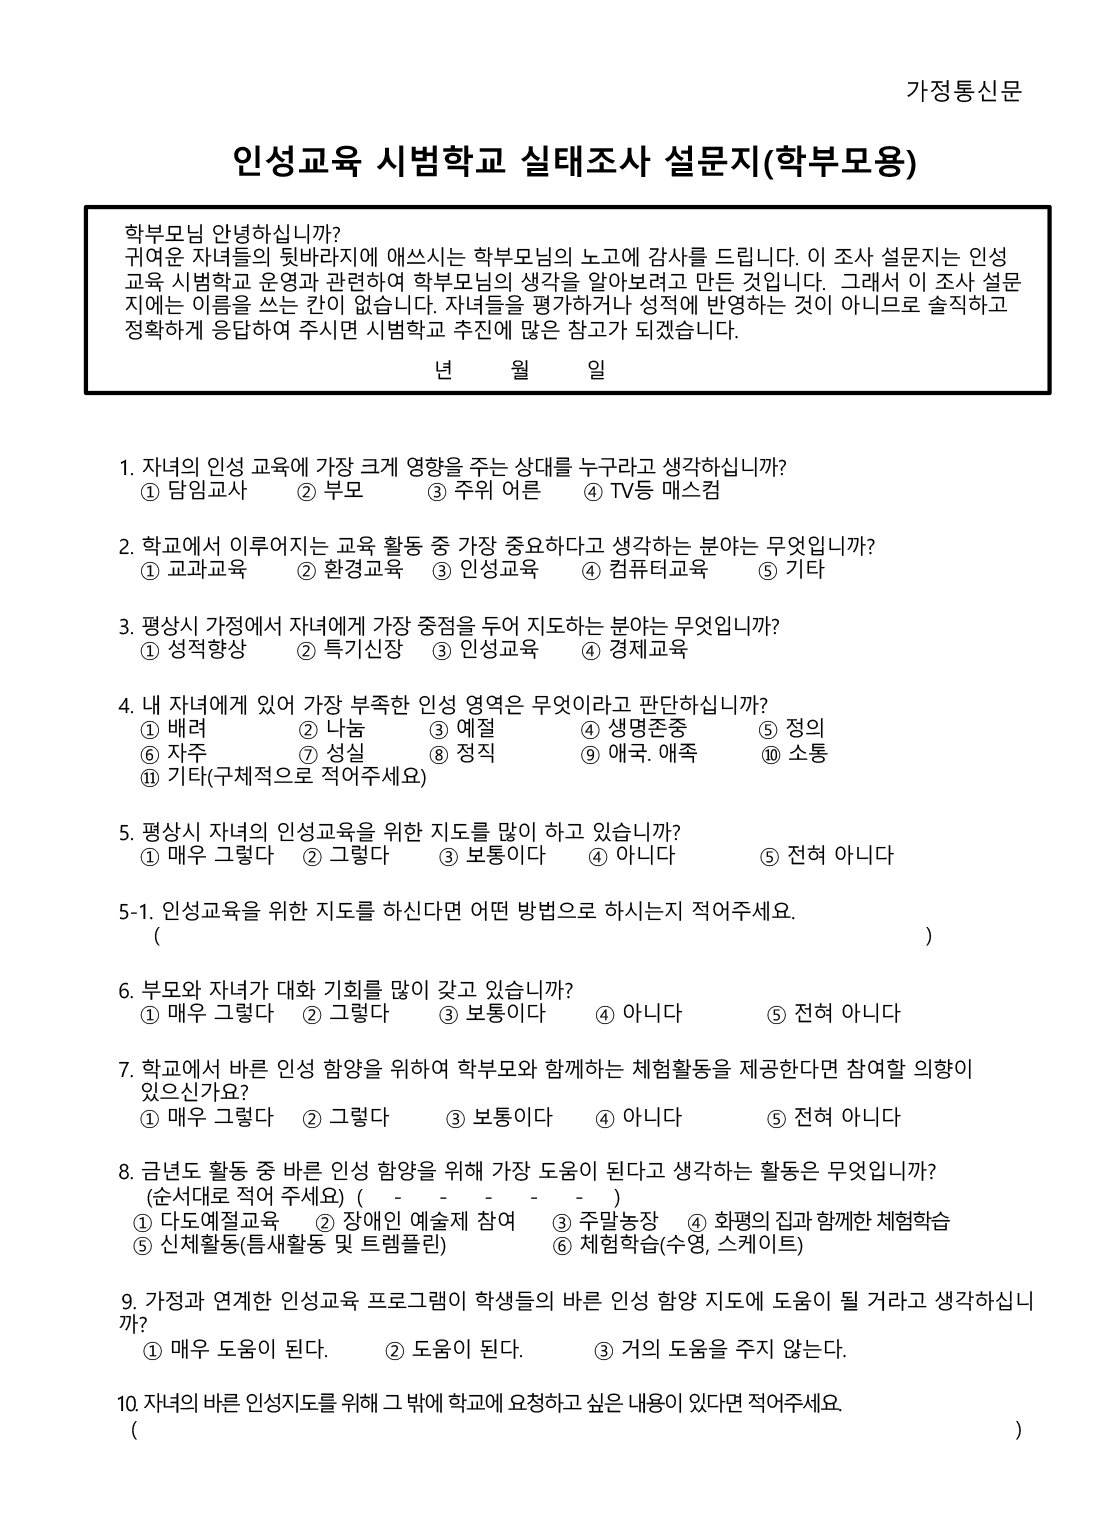 가정통신문
인성교육 시범학교 실태조사 설문지(학부모용)
학부모님 안녕하십니까?
귀여운 자녀들의 뒷바라지에 애쓰시는 학부모님의 노고에 감사를 드립니다. 이 조사 설문지는 인성
교육 시범학교 운영과 관련하여 학부모님의 생각을 알아보려고 만든 것입니다. 그래서 이 조사 설문
지에는 이름을 쓰는 칸이 없습니다. 자녀들을 평가하거나 성적에 반영하는 것이 아니므로 솔직하고
정확하게 응답하여 주시면 시범학교 추진에 많은 참고가 되겠습니다.
년 월 일
1. 자녀의 인성 교육에 가장 크게 영향을 주는 상대를 누구라고 생각하십니까?
① 담임교사 ② 부모 ③ 주위 어른 ④ TV등 매스컴
2. 학교에서 이루어지는 교육 활동 중 가장 중요하다고 생각하는 분야는 무엇입니까?
① 교과교육 ② 환경교육 ③ 인성교육 ④ 컴퓨터교육 ⑤ 기타
3. 평상시 가정에서 자녀에게 가장 중점을 두어 지도하는 분야는 무엇입니까?
① 성적향상 ② 특기신장 ③ 인성교육 ④ 경제교육
4. 내 자녀에게 있어 가장 부족한 인성 영역은 무엇이라고 판단하십니까?
① 배려 ② 나눔 ③ 예절 ④ 생명존중 ⑤ 정의
⑥ 자주 ⑦ 성실 ⑧ 정직 ⑨ 애국. 애족 ⑩ 소통
⑪ 기타(구체적으로 적어주세요)
5. 평상시 자녀의 인성교육을 위한 지도를 많이 하고 있습니까?
① 매우 그렇다 ② 그렇다 ③ 보통이다 ④ 아니다 ⑤ 전혀 아니다
5-1. 인성교육을 위한 지도를 하신다면 어떤 방법으로 하시는지 적어주세요.
( )
6. 부모와 자녀가 대화 기회를 많이 갖고 있습니까?
① 매우 그렇다 ② 그렇다 ③ 보통이다 ④ 아니다 ⑤ 전혀 아니다
7. 학교에서 바른 인성 함양을 위하여 학부모와 함께하는 체험활동을 제공한다면 참여할 의향이
있으신가요?
① 매우 그렇다 ② 그렇다 ③ 보통이다 ④ 아니다 ⑤ 전혀 아니다
8. 금년도 활동 중 바른 인성 함양을 위해 가장 도움이 된다고 생각하는 활동은 무엇입니까?
(순서대로 적어 주세요) ( - - - - - )
① 다도예절교육 ② 장애인 예술제 참여 ③ 주말농장 ④ 화평의 집과 함께한 체험학습
⑤ 신체활동(틈새활동 및 트렘플린) ⑥ 체험학습(수영, 스케이트)
9. 가정과 연계한 인성교육 프로그램이 학생들의 바른 인성 함양 지도에 도움이 될 거라고 생각하십니
까?
① 매우 도움이 된다. ② 도움이 된다. ③ 거의 도움을 주지 않는다.
10. 자녀의 바른 인성지도를 위해 그 밖에 학교에 요청하고 싶은 내용이 있다면 적어주세요.
( )